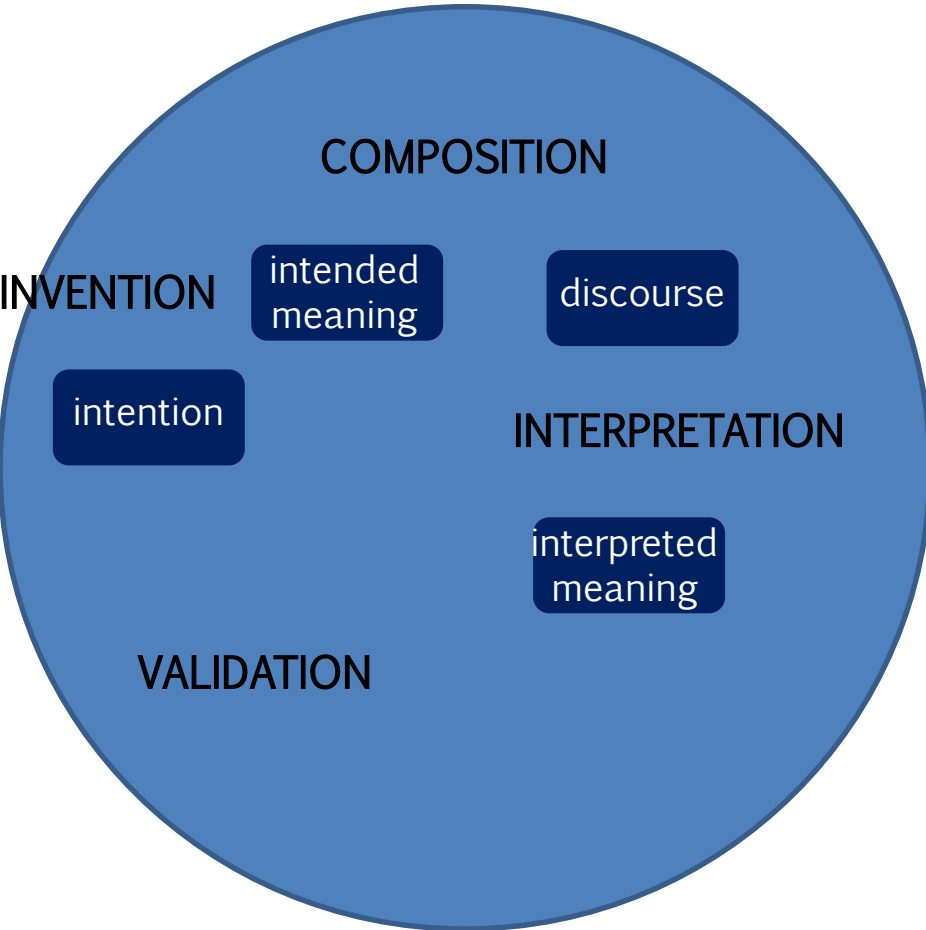 COMPOSITION
intended
meaning
discourse
INVENTION
intention
INTERPRETATION
interpreted
meaning
VALIDATION